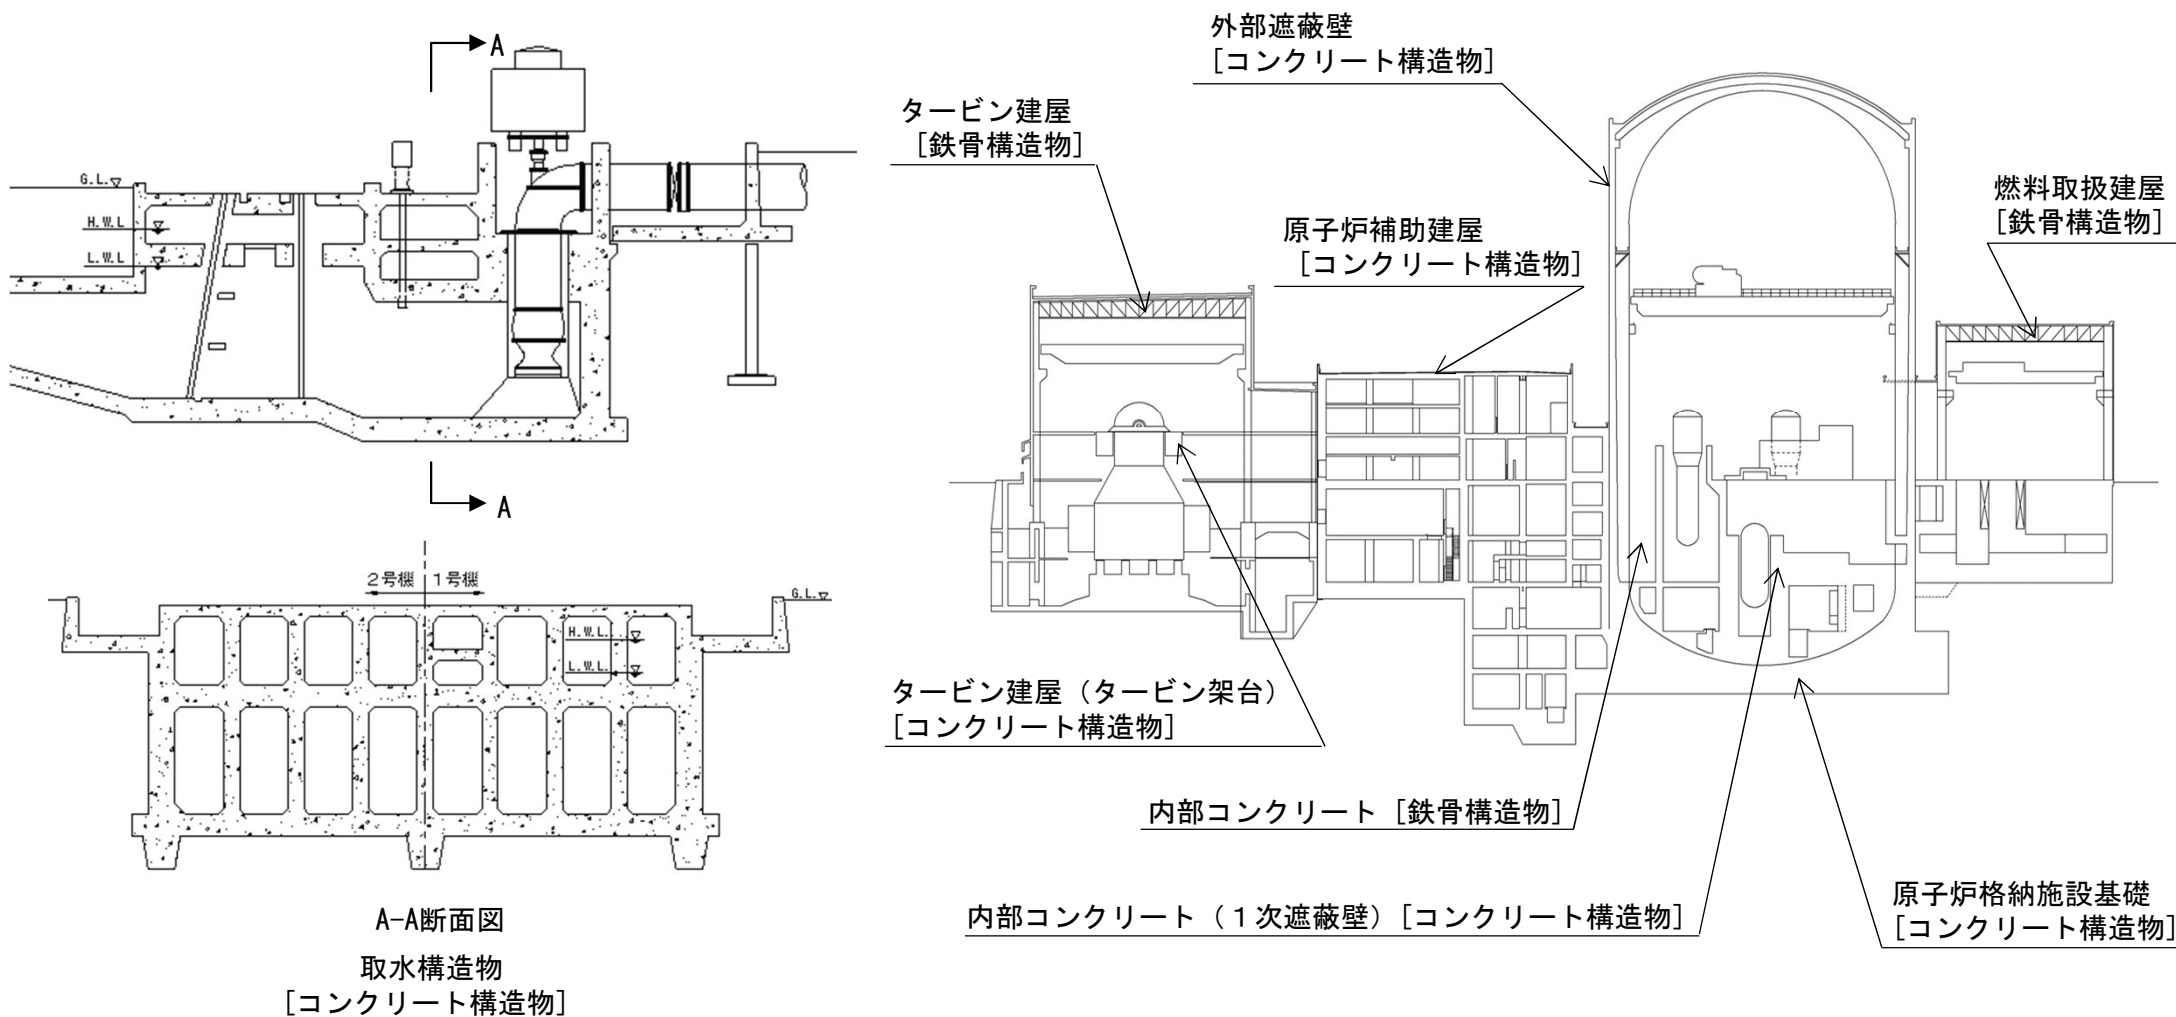 A
G.L.
H.W.L
L.W.L
A
2号機
1号機
G.L.
H.W.L.
L.W.L.
A-A断面図
取水構造物
[コンクリート構造物]
外部遮蔽壁
[コンクリート構造物]
タービン建屋
[鉄骨構造物]
燃料取扱建屋
[鉄骨構造物]
原子炉補助建屋
[コンクリート構造物]
タービン建屋（タービン架台）
[コンクリート構造物]
内部コンクリート [鉄骨構造物]
内部コンクリート（１次遮蔽壁）[コンクリート構造物]
原子炉格納施設基礎
[コンクリート構造物]